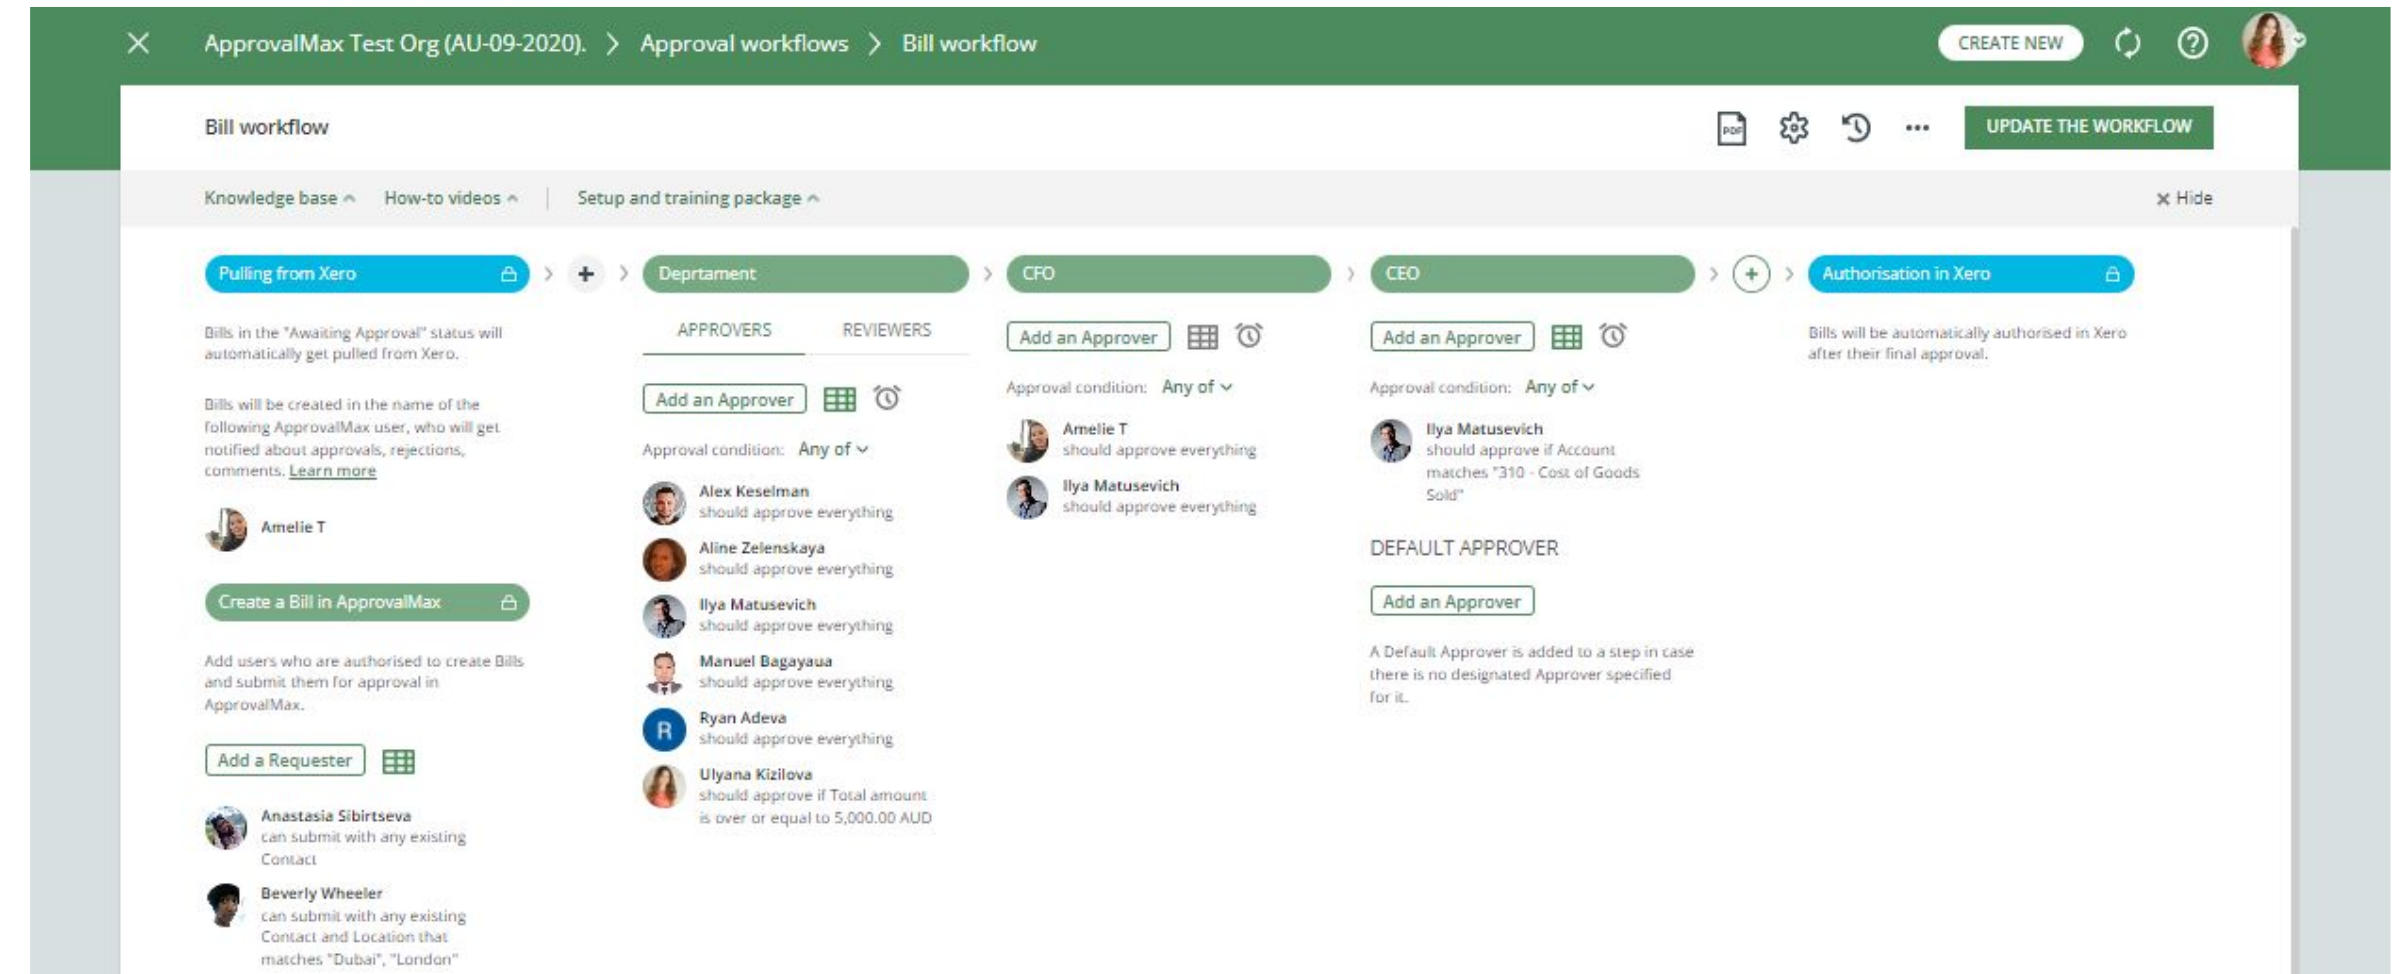 ApprovalMax Test Org (AU-09-2020). > Approval workflows > Bill workflow
CREATE NEW
Bill workflow
PDF
UPDATE THE WORKFLOW
Knowledge base
How-to videos
Setup and training package
Hide
Pulling from Xero
Bills in the "Awaiting Approval" status will
automatically get pulled from Xero.
Bills will be created in the name of the
following ApprovalMax user, who will get
notified about approvals, rejections,
comments. Learn more
Amelie T
Create a Bill in ApprovalMax
Add users who are authorised to create Bills
and submit them for approval in
ApprovalMax.
Add a Requester
Anastasia Sibirtseva
can submit with any existing
Contact
Beverly Wheeler
can submit with any existing
Contact and Location that
matches "Dubai", "London"
Deprtament
APPROVERS
REVIEWERS
Add an Approver
Approval condition: Any of
Alex Keselman
should approve everything
Aline Zelenskaya
should approve everything
Ilya Matusevich
should approve everything
Manuel Bagayaua
should approve everything
R
Ryan Adeva
should approve everything
Ulyana Kizilova
should approve if Total amount
is over or equal to 5,000.00 AUD
CFO
Add an Approver
Approval condition: Any of
Amelie T
should approve everything
Ilya Matusevich
should approve everything
CEO
Add an Approver
Approval condition: Any of
Ilya Matusevich
should approve if Account
matches "310 - Cost of Goods
Sold"
DEFAULT APPROVER
Add an Approver
A Default Approver is added to a step in case
there is no designated Approver specified
for it.
Authorisation in Xero
Bills will be automatically authorised in Xero
after their final approval.